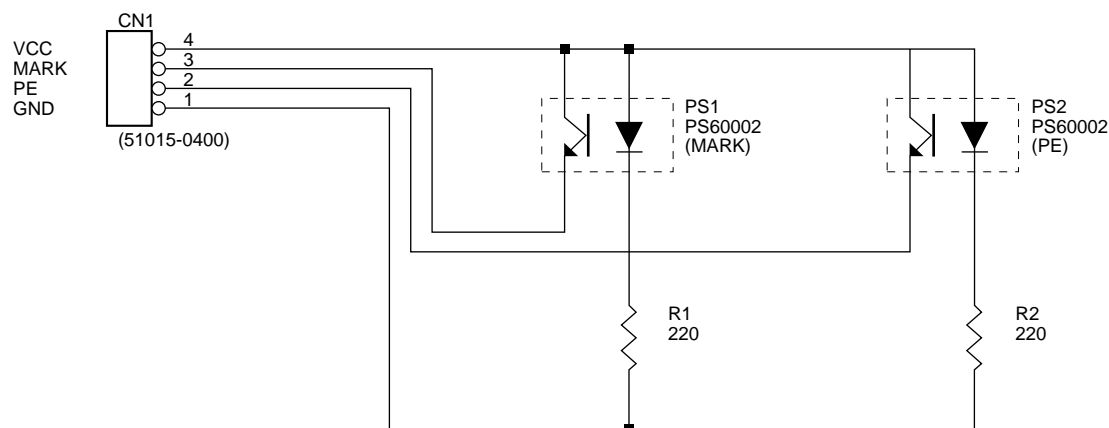 CN1
VCC
MARK
PE
GND
4
3
2
1
(51015-0400)
PS1
PS60002
(MARK)
PS2
PS60002
(PE)
R1
220
R2
220